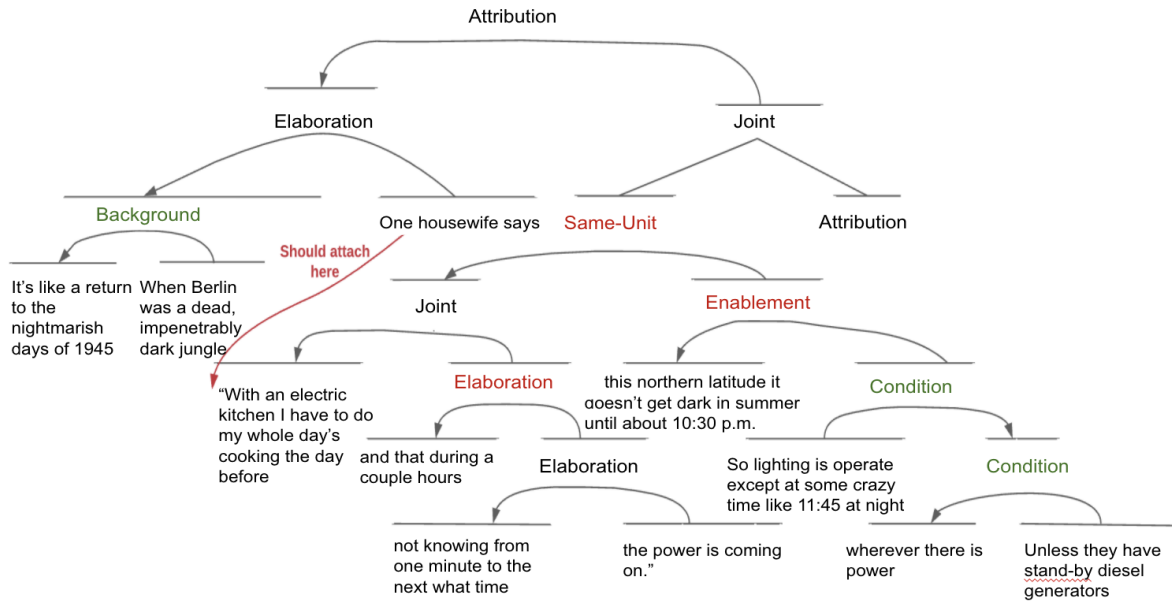 Attribution
Elaboration
Joint
Background
One housewife says
Same-Unit
Attribution
Should attach
here
It's like a return
to the
nightmarish
days of 1945
When Berlin
was a dead,
impenetrably
dark jungle
Joint
Enablement
"With an electric
kitchen I have to do
my whole day's
cooking the day
before
Elaboration
this northern latitude it
doesn't get dark in summer
until about 10:30 p.m.
Condition
and that during a
couple hours
Elaboration
So lighting is operate
except at some crazy
time like 11:45 at night
Condition
not knowing from
one minute to the
next what time
the power is coming
on."
wherever there is
power
Unless they have
stand-by diesel
generators